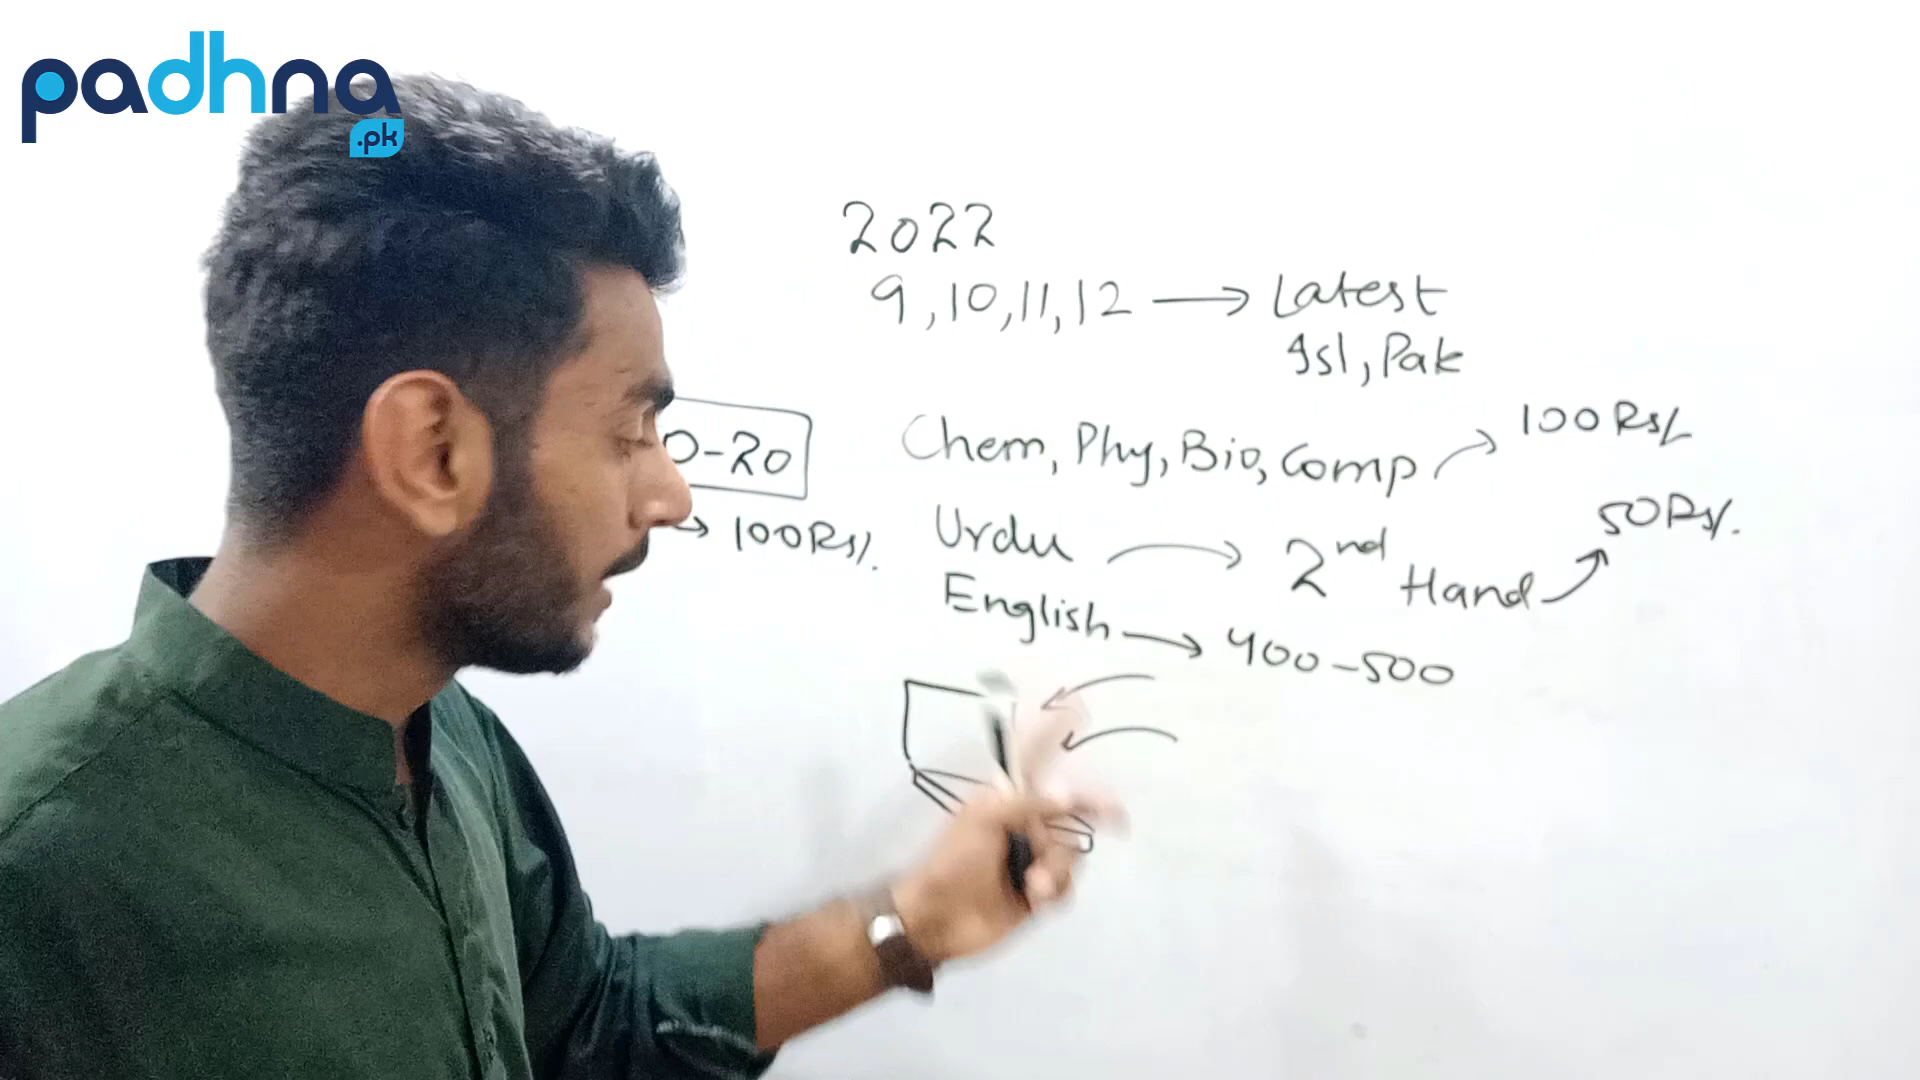 padhna
.pk
2022
9, 10, 11, 12 → Latest
Isl, Pak
0-20
→ 100Rs/.
Chem, Phy, Bio, Comp → 100Rs/-
Urdu → 2nd Hand → 50Rs/.
English → 400-500